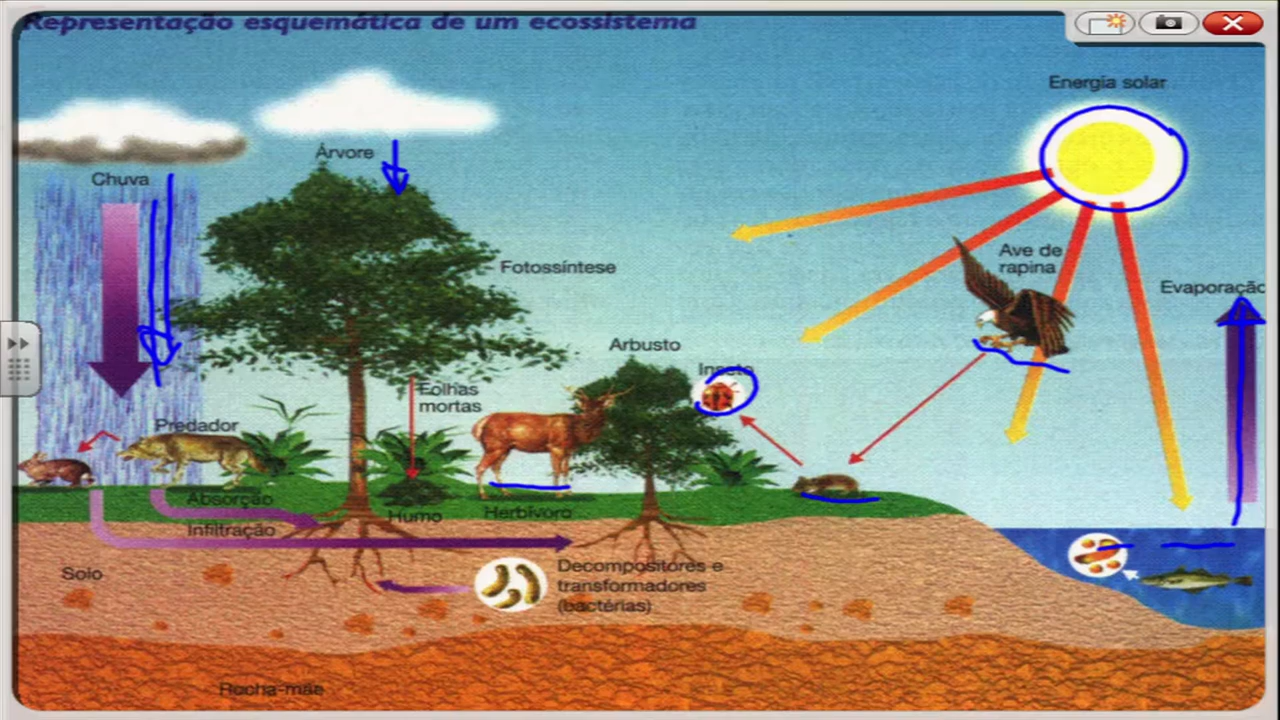 Representação esquemática de um ecossistema
Energia solar
Árvore
Chuva
Ave de
rapina
Fotossíntese
Evaporação
Arbusto
Inseto
Folhas
mortas
Predador
Absorção
Humo
Herbívoro
Infiltração
Solo
Decompositores e
transformadores
(bactérias)
Rocha-mãe